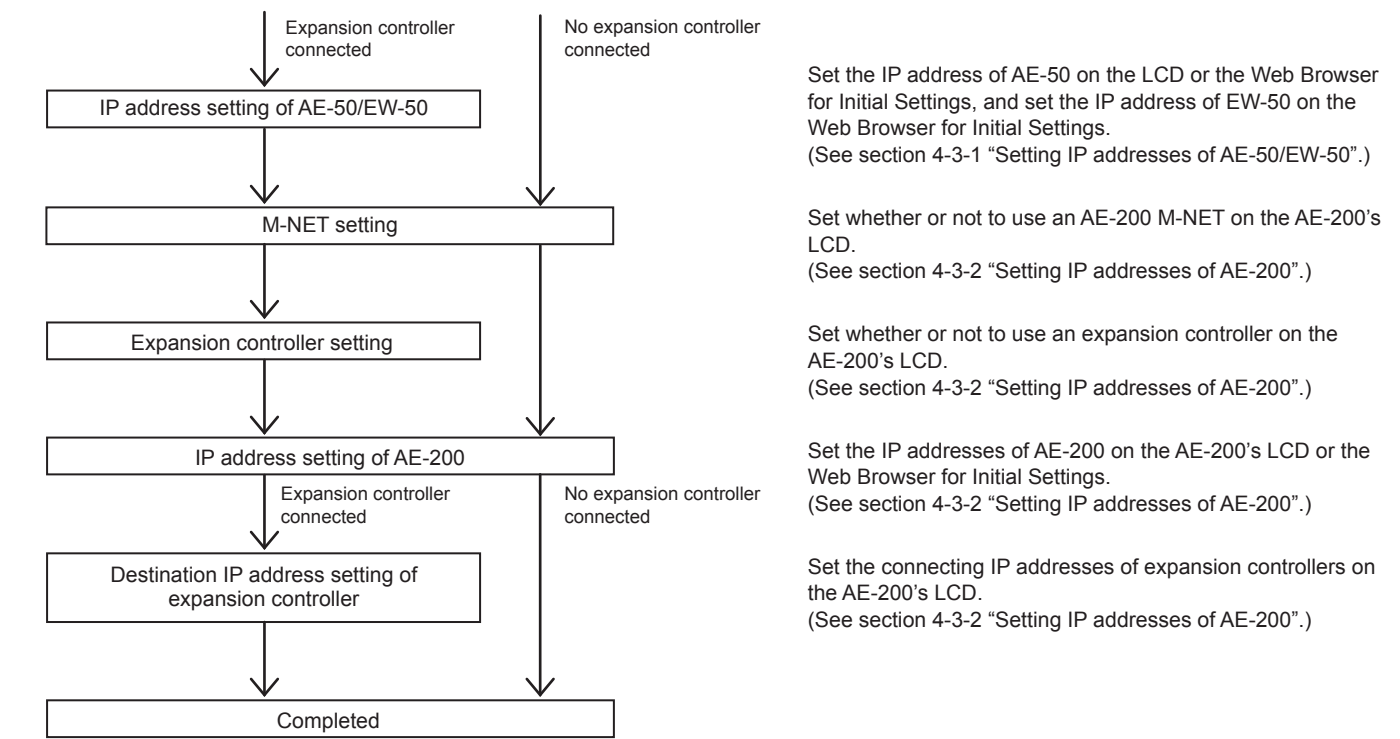 Expansion controller
connected
No expansion controller
connected
IP address setting of AE-50/EW-50
Set the IP address of AE-50 on the LCD or the Web Browser
for Initial Settings, and set the IP address of EW-50 on the
Web Browser for Initial Settings.
(See section 4-3-1 “Setting IP addresses of AE-50/EW-50”.)
M-NET setting
Set whether or not to use an AE-200 M-NET on the AE-200’s
LCD.
(See section 4-3-2 “Setting IP addresses of AE-200”.)
Expansion controller setting
Set whether or not to use an expansion controller on the
AE-200’s LCD.
(See section 4-3-2 “Setting IP addresses of AE-200”.)
IP address setting of AE-200
Set the IP addresses of AE-200 on the AE-200’s LCD or the
Web Browser for Initial Settings.
(See section 4-3-2 “Setting IP addresses of AE-200”.)
Expansion controller
connected
No expansion controller
connected
Destination IP address setting of
expansion controller
Set the connecting IP addresses of expansion controllers on
the AE-200’s LCD.
(See section 4-3-2 “Setting IP addresses of AE-200”.)
Completed